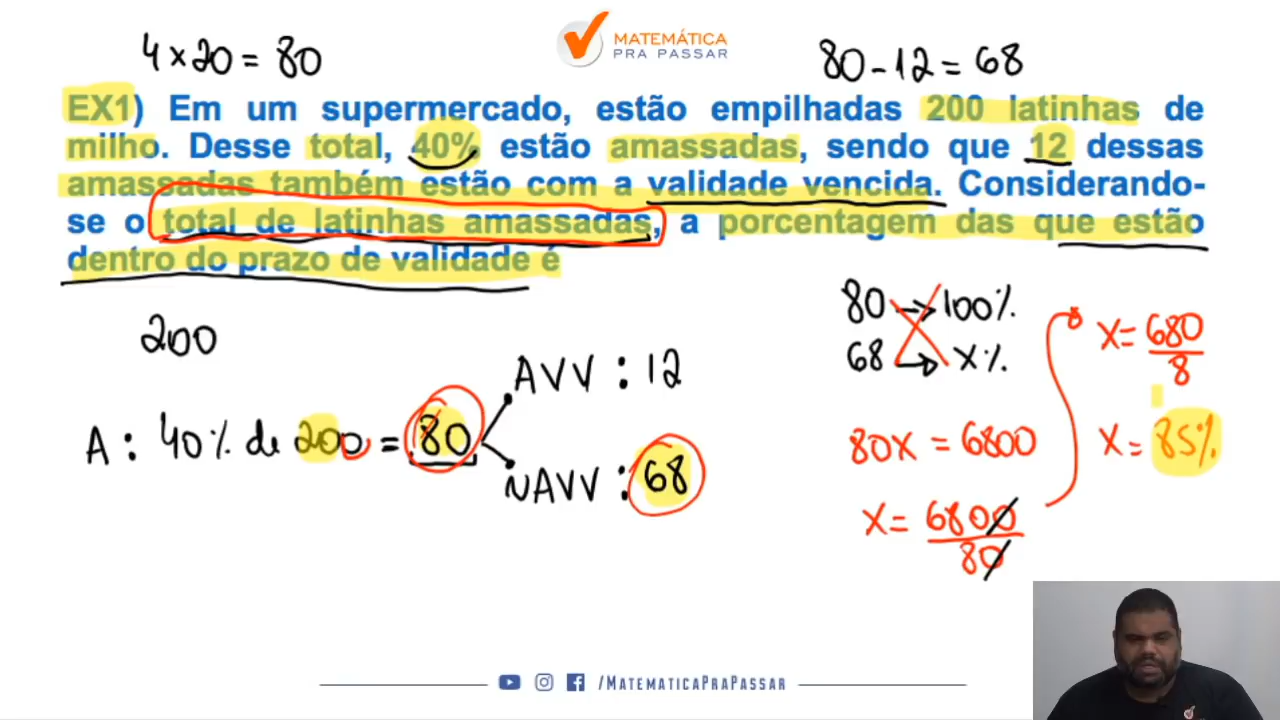 4 x 20 = 80
MATEMÁTICA
PRA PASSAR
80 - 12 = 68
EX1) Em um supermercado, estão empilhadas 200 latinhas de
milho. Desse total, 40% estão amassadas, sendo que 12 dessas
amassadas também estão com a validade vencida. Considerando-
se o total de latinhas amassadas, a porcentagem das que estão
dentro do prazo de validade é
200
A : 40% de 200 = 80
AVV : 12
NAVV : 68
80 → 100%
68 → X%
80X = 6800
X = 6800/80
X = 680/8
X = 85%
/MATEMATICAPRAPASSAR